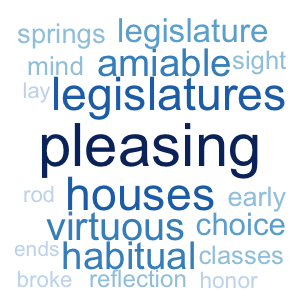 springs legislature
mind amiable sight
lay legislatures
pleasing
rod houses early
virtuous choice
ends habitual classes
broke reflection honor